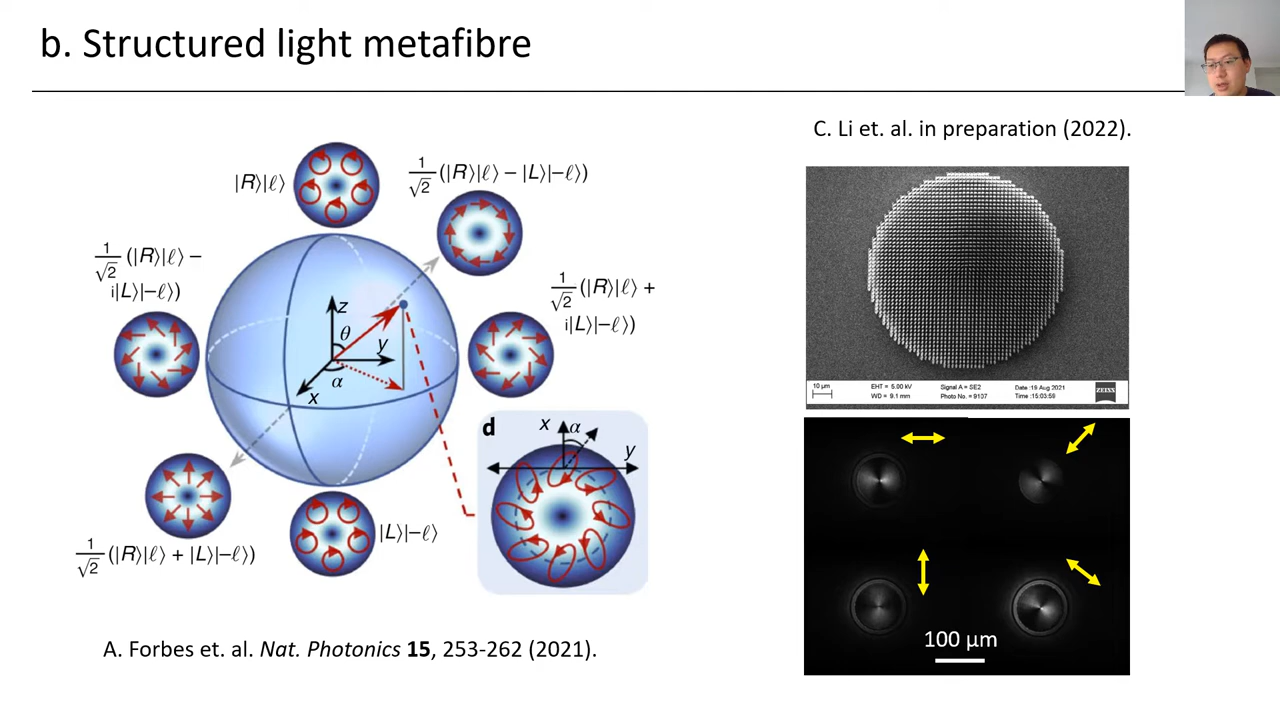 b. Structured light metafibre
C. Li et. al. in preparation (2022).
|R⟩|ℓ⟩
1/√2 (|R⟩|ℓ⟩ − |L⟩|−ℓ⟩)
1/√2 (|R⟩|ℓ⟩ −
i|L⟩|−ℓ⟩)
1/√2 (|R⟩|ℓ⟩ +
i|L⟩|−ℓ⟩)
z
θ
y
α
x
d
x
α
y
|L⟩|−ℓ⟩
1/√2 (|R⟩|ℓ⟩ + |L⟩|−ℓ⟩)
A. Forbes et. al. Nat. Photonics 15, 253-262 (2021).
10 µm
EHT = 5.00 kV
WD = 9.1 mm
Signal A = SE2
Photo No. = 9137
Date :19 Aug 2021
Time :15:03:59
ZEISS
100 µm